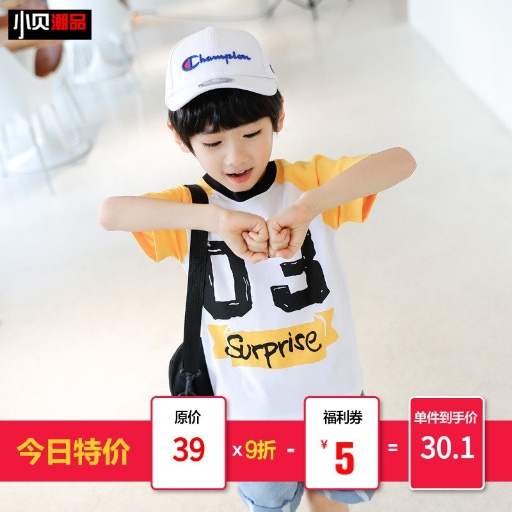 小贝潮品
Champion
03
Surprise
原价
39
x9折
-
福利券
¥5
=
单件到手价
30.1
今日特价